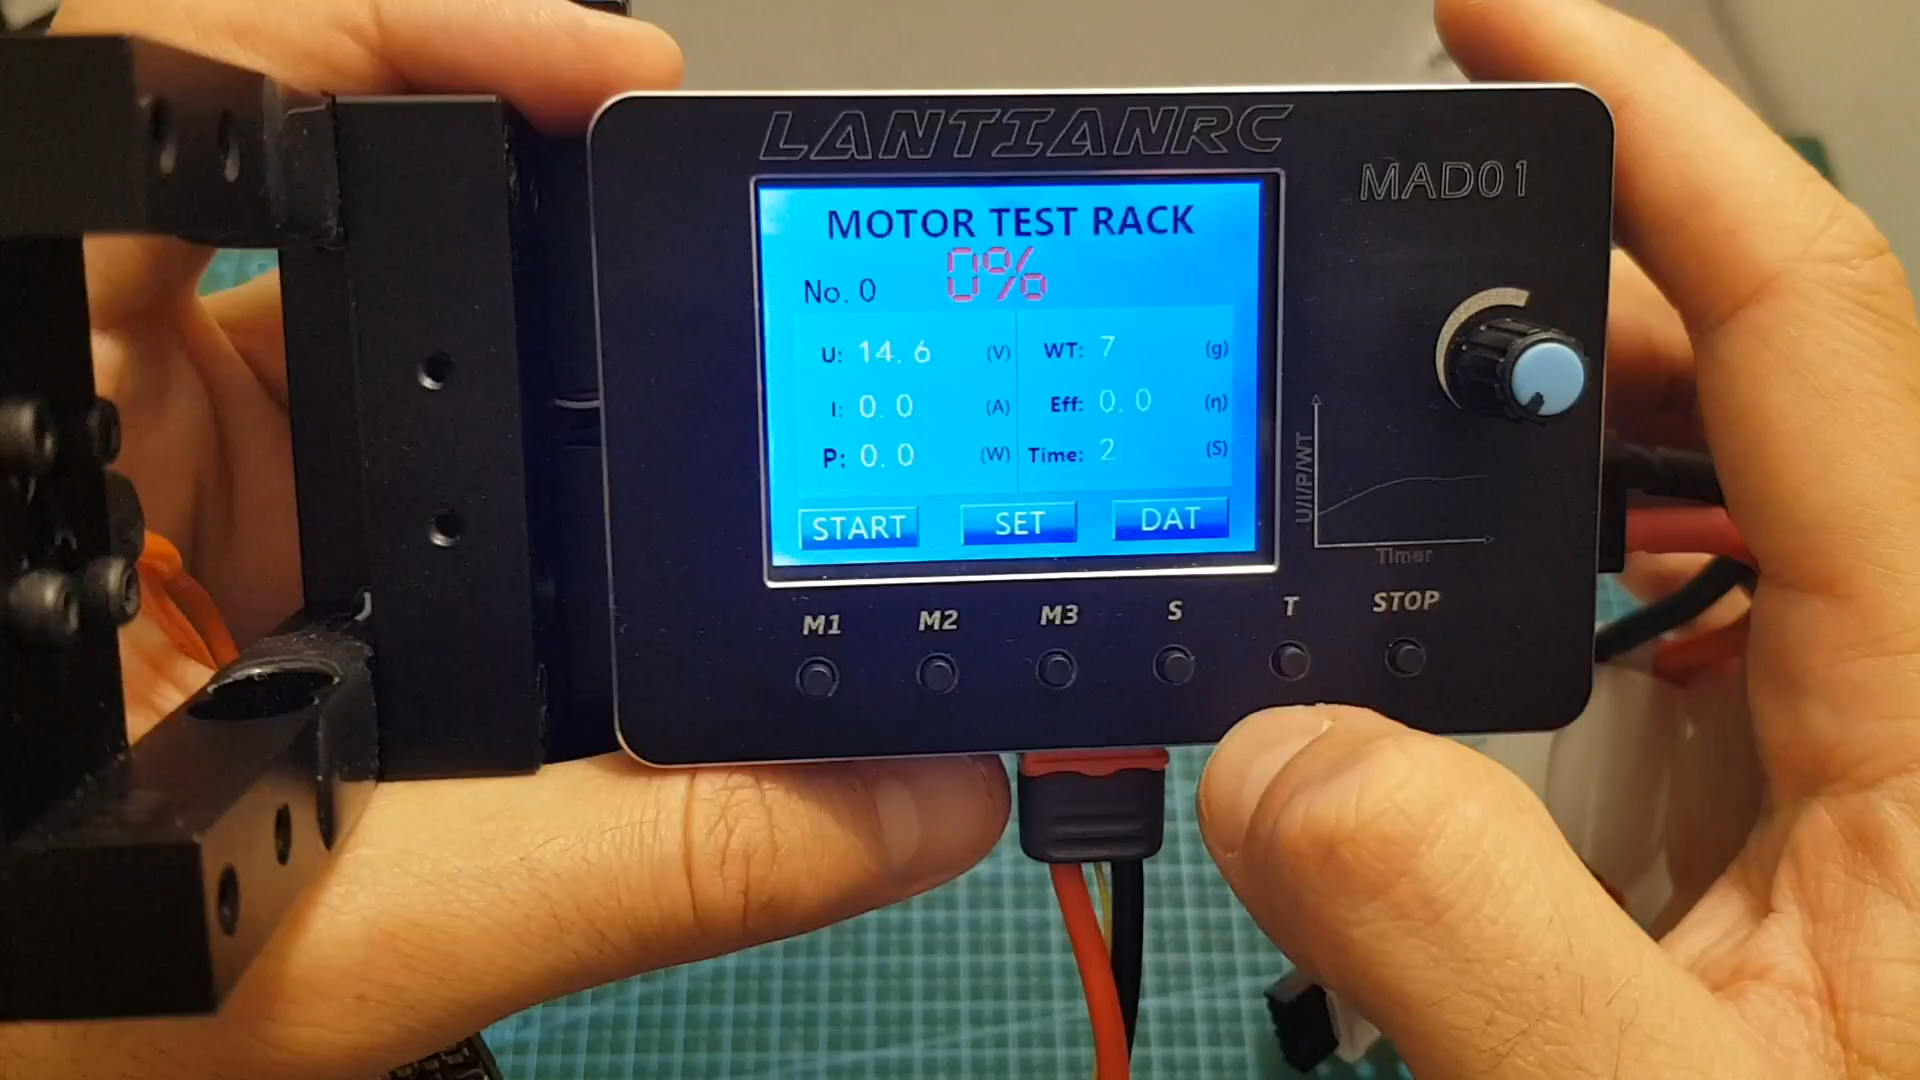 LANTIANRC
MAD01
MOTOR TEST RACK
No. 0 0%
U: 14.6 (V) WT: 7 (g)
I: 0.0 (A) Eff: 0.0 (η)
P: 0.0 (W) Time: 2 (S)
START SET DAT
U/I/P/WT
Timer
M1 M2 M3 S T STOP